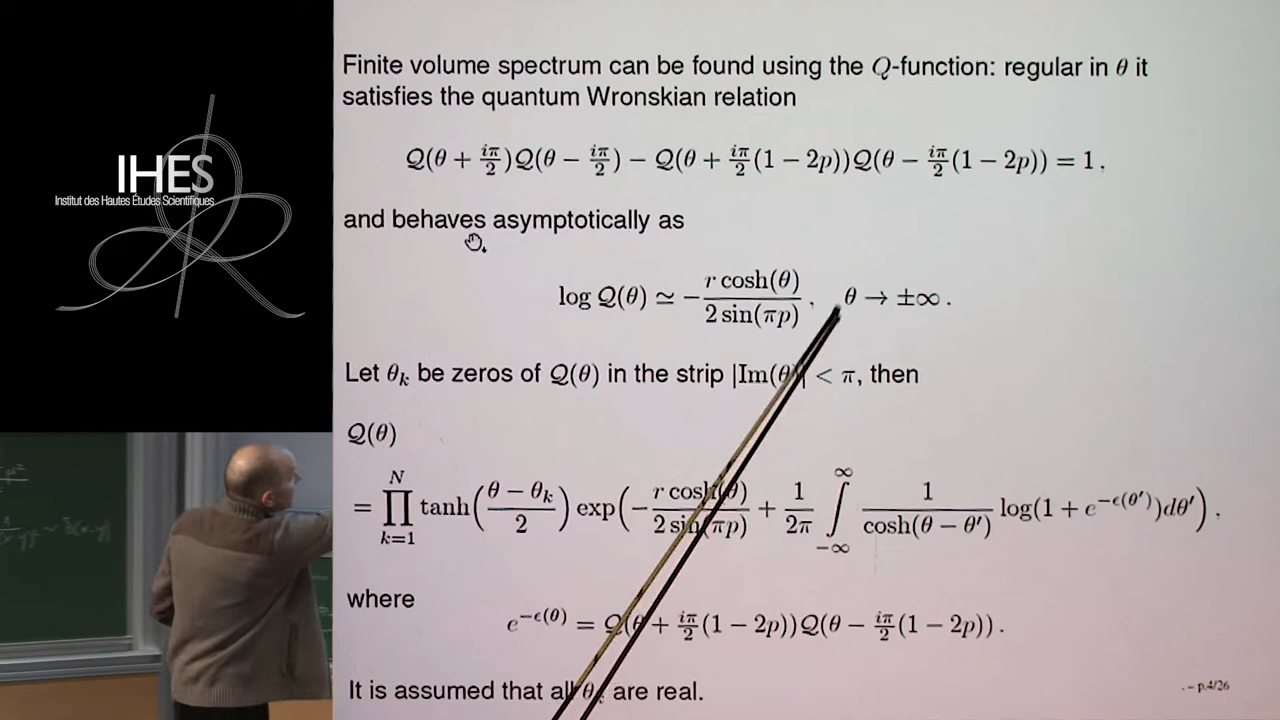 IHES
Institut des Hautes Études Scientifiques
Finite volume spectrum can be found using the Q-function: regular in θ it
satisfies the quantum Wronskian relation
Q(θ + iπ/2)Q(θ − iπ/2) − Q(θ + iπ/2(1 − 2p))Q(θ − iπ/2(1 − 2p)) = 1 ,
and behaves asymptotically as
log Q(θ) ≃ − r cosh(θ) / 2 sin(πp) , θ → ±∞ .
Let θ_k be zeros of Q(θ) in the strip |Im(θ)| < π, then
Q(θ)
= ∏_{k=1}^{N} tanh((θ − θ_k)/2) exp(− r cosh(θ) / 2 sin(πp) + 1/2π ∫_{−∞}^{∞} 1/cosh(θ − θ′) log(1 + e^{−ϵ(θ′)})dθ′) ,
where
e^{−ϵ(θ)} = Q(θ + iπ/2(1 − 2p))Q(θ − iπ/2(1 − 2p)) .
It is assumed that all θ_k are real.
– p.4/26